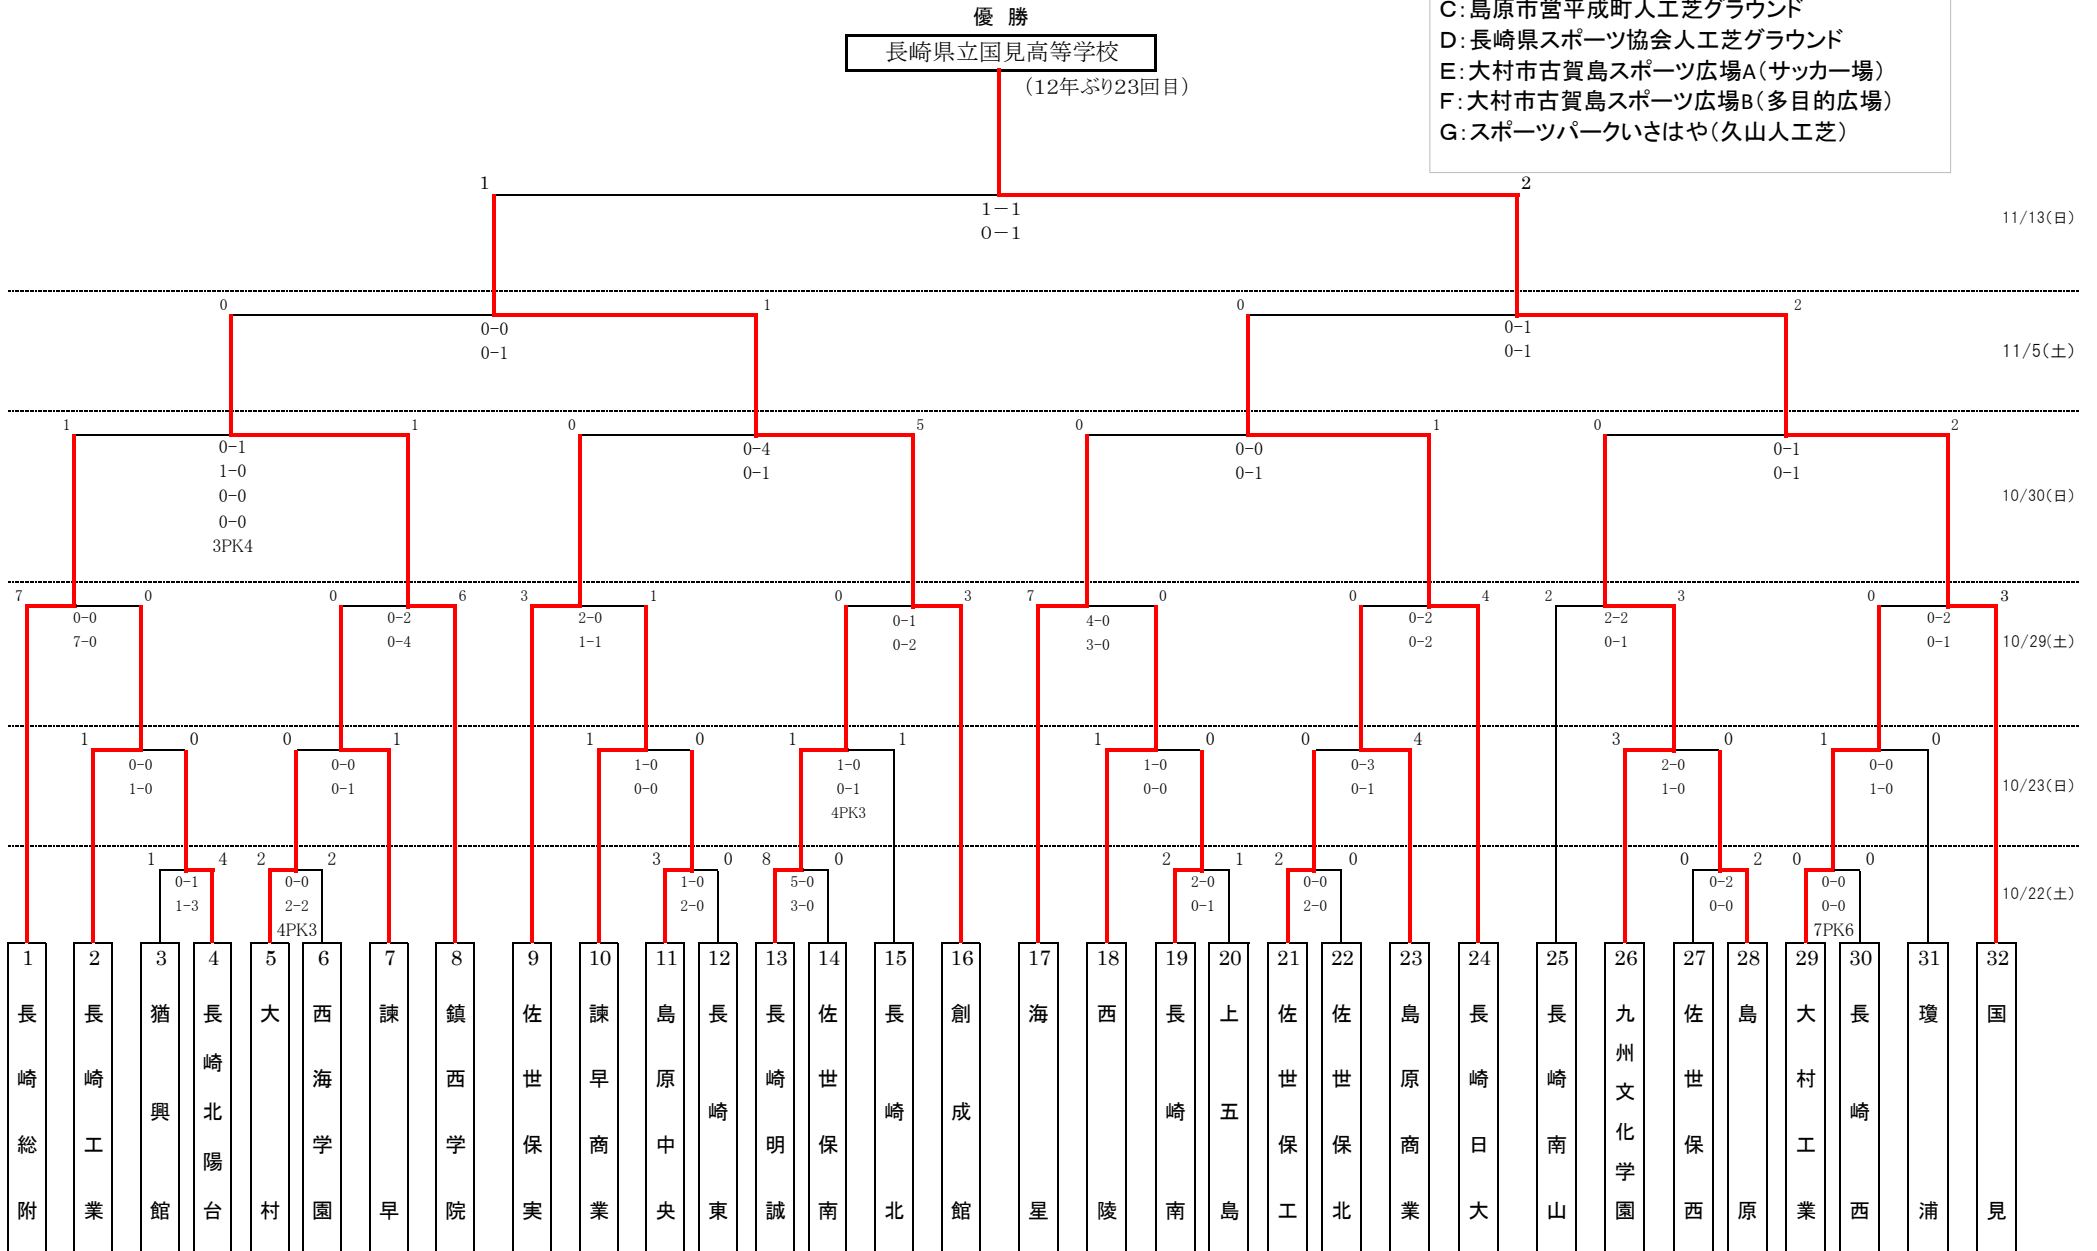 優 勝
長崎県立国見高等学校
(12年ぶり23回目)
C:島原市営平成町人工芝グラウンド
D:長崎県スポーツ協会人工芝グラウンド
E:大村市古賀島スポーツ広場A(サッカー場)
F:大村市古賀島スポーツ広場B(多目的広場)
G:スポーツパークいさはや(久山人工芝)
1 2
1-1
0-1
11/13(日)
0 1 0 2
0-0 0-1
0-1 0-1
11/5(土)
1 1 0 5 0 1 0 2
0-1 0-4 0-0 0-1
1-0 0-1 0-1 0-1
0-0
10/30(日)
0-0
3PK4
7 0 0 6 3 1 0 3 7 0 0 4 2 3 0 3
0-0 0-2 2-0 0-1 4-0 0-2 2-2 0-2
7-0 0-4 1-1 0-2 3-0 0-2 0-1 0-1
10/29(土)
1 0 0 1 1 0 1 1 1 0 0 4 3 0 1 0
0-0 0-0 1-0 1-0 1-0 0-3 2-0 0-0
1-0 0-1 0-0 0-1 0-0 0-1 1-0 1-0
10/23(日)
4PK3
1 4 2 2 3 0 8 0 2 1 2 0 0 2 0 0
0-1 0-0 1-0 5-0 2-0 0-0 0-2 0-0
1-3 2-2 2-0 3-0 0-1 2-0 0-0 0-0
10/22(土)
4PK3 7PK6
1 長崎総附
2 長崎工業
3 猶興館
4 長崎北陽台
5 大村
6 西海学園
7 諫早
8 鎮西学院
9 佐世保実
10 諫早商業
11 島原中央
12 長崎東
13 長崎明誠
14 佐世保南
15 長崎北
16 創成館
17 海星
18 西陵
19 長崎南
20 上五島
21 佐世保工
22 佐世保北
23 島原商業
24 長崎日大
25 長崎南山
26 九州文化学園
27 佐世保西
28 島原
29 大村工業
30 長崎西
31 瓊浦
32 国見